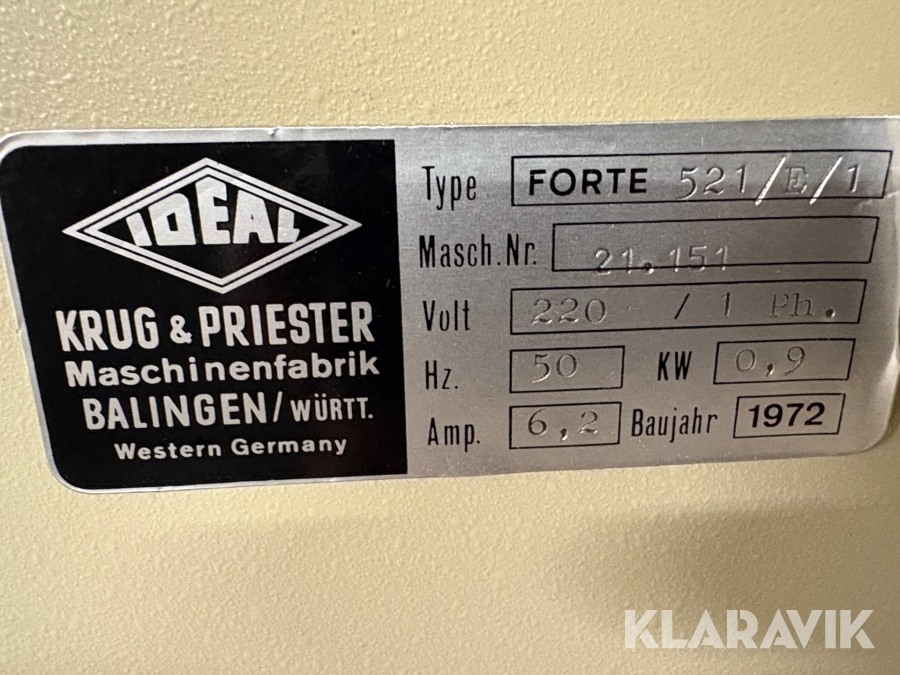 IDEAL
KRUG & PRIESTER
Maschinenfabrik
BALINGEN/WÜRTT.
Western Germany
Type FORTE 521/E/1
Masch.Nr. 21.151
Volt 220 / 1 Ph.
Hz. 50 KW 0,9
Amp. 6,2 Baujahr 1972
KLARAVIK